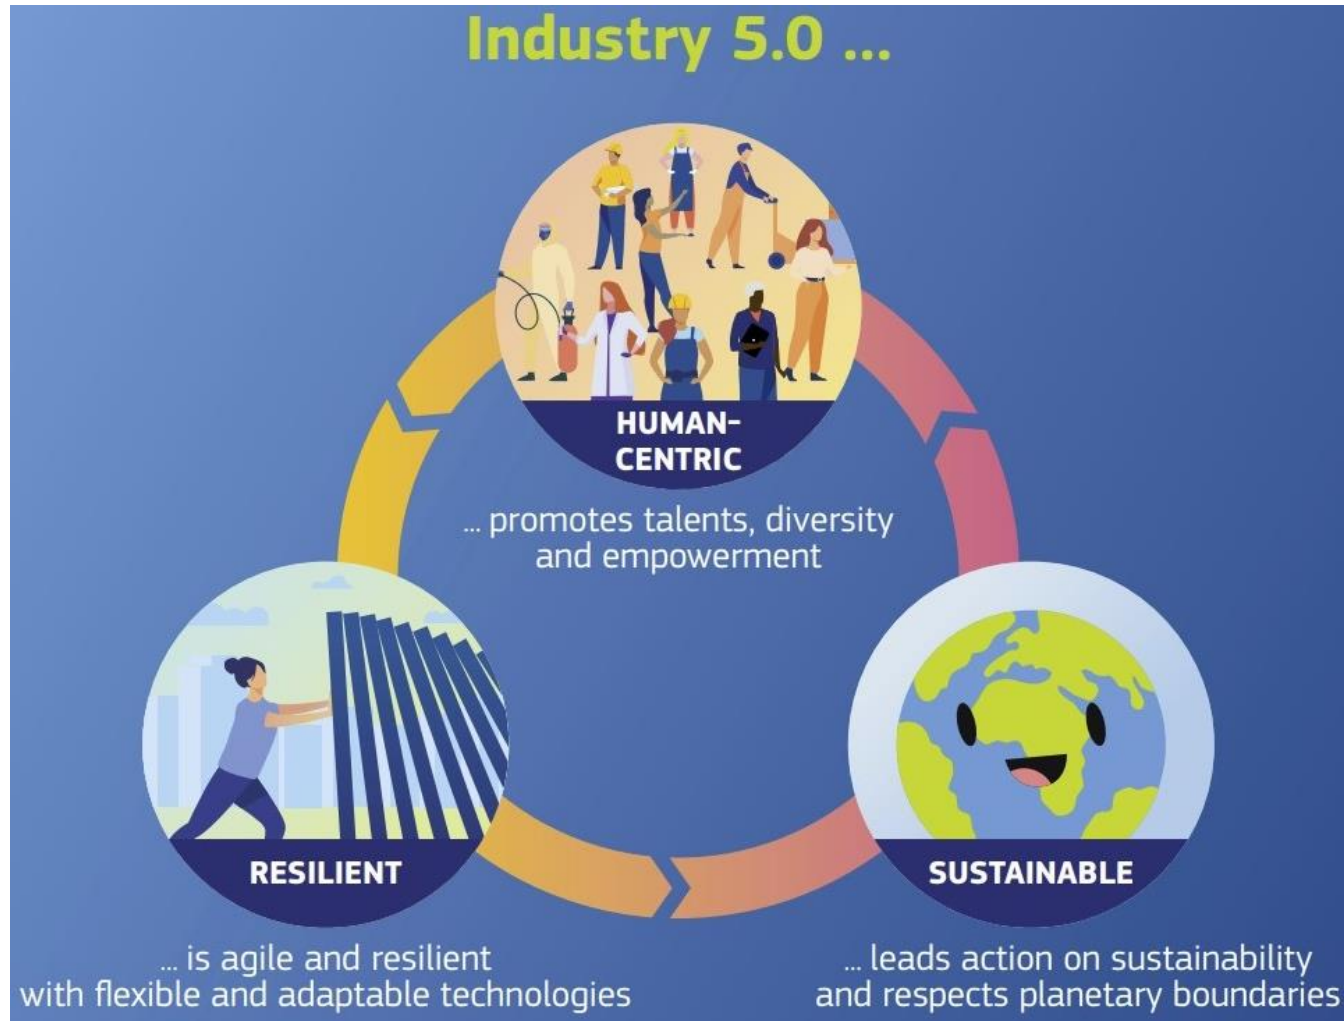 Industry 5.0 ...
HUMAN-
CENTRIC
... promotes talents, diversity
and empowerment
RESILIENT
... is agile and resilient
with flexible and adaptable technologies
SUSTAINABLE
... leads action on sustainability
and respects planetary boundaries